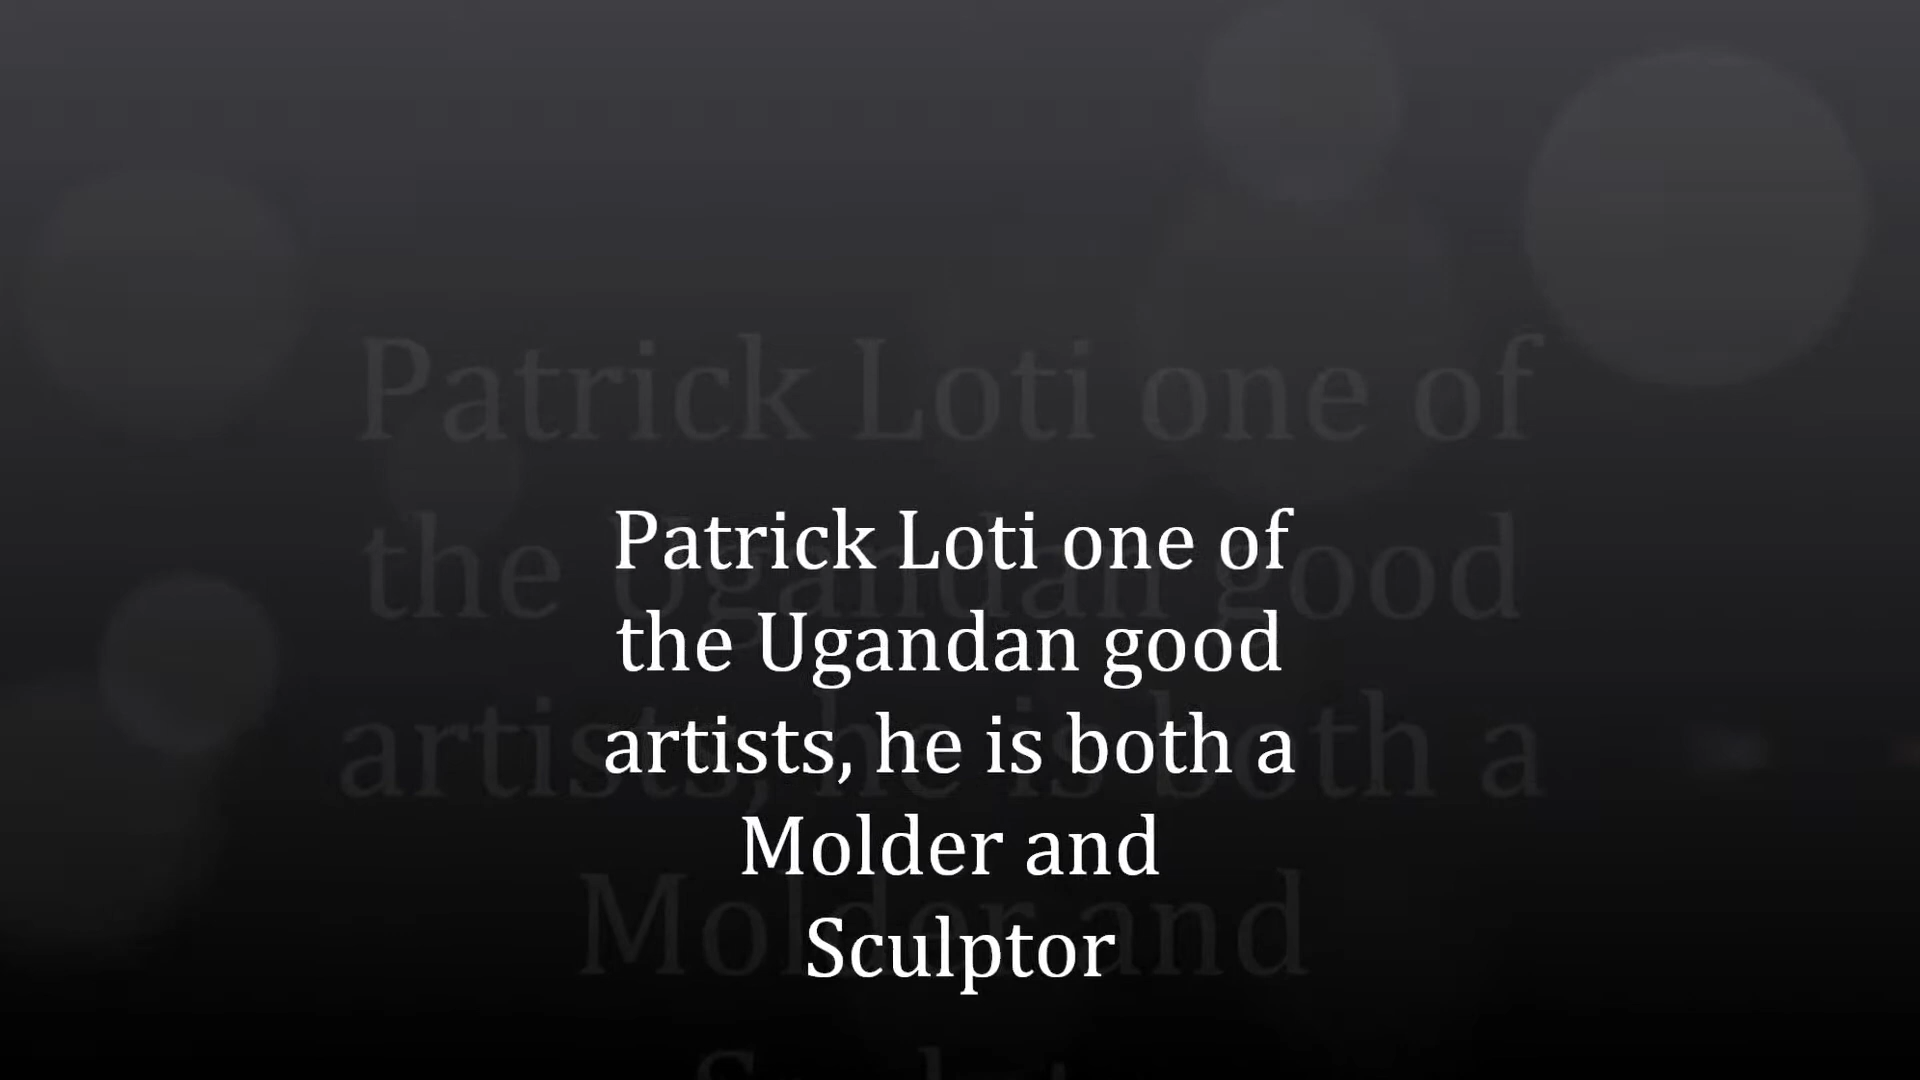 Patrick Loti one of
the Ugandan good
artists, he is both a
Molder and
Sculptor